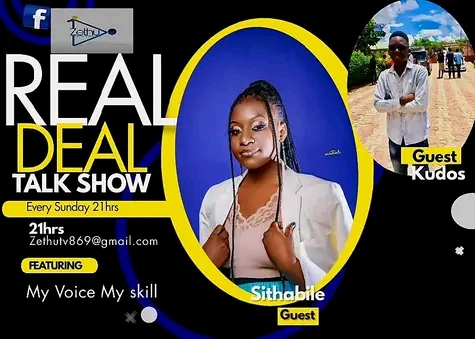 f
Zethu
REAL
DEAL
TALK SHOW
Every Sunday 21hrs
21hrs
Zethutv869@gmail.com
FEATURING
My Voice My skill
Sithabile
Guest
Guest
Kudos